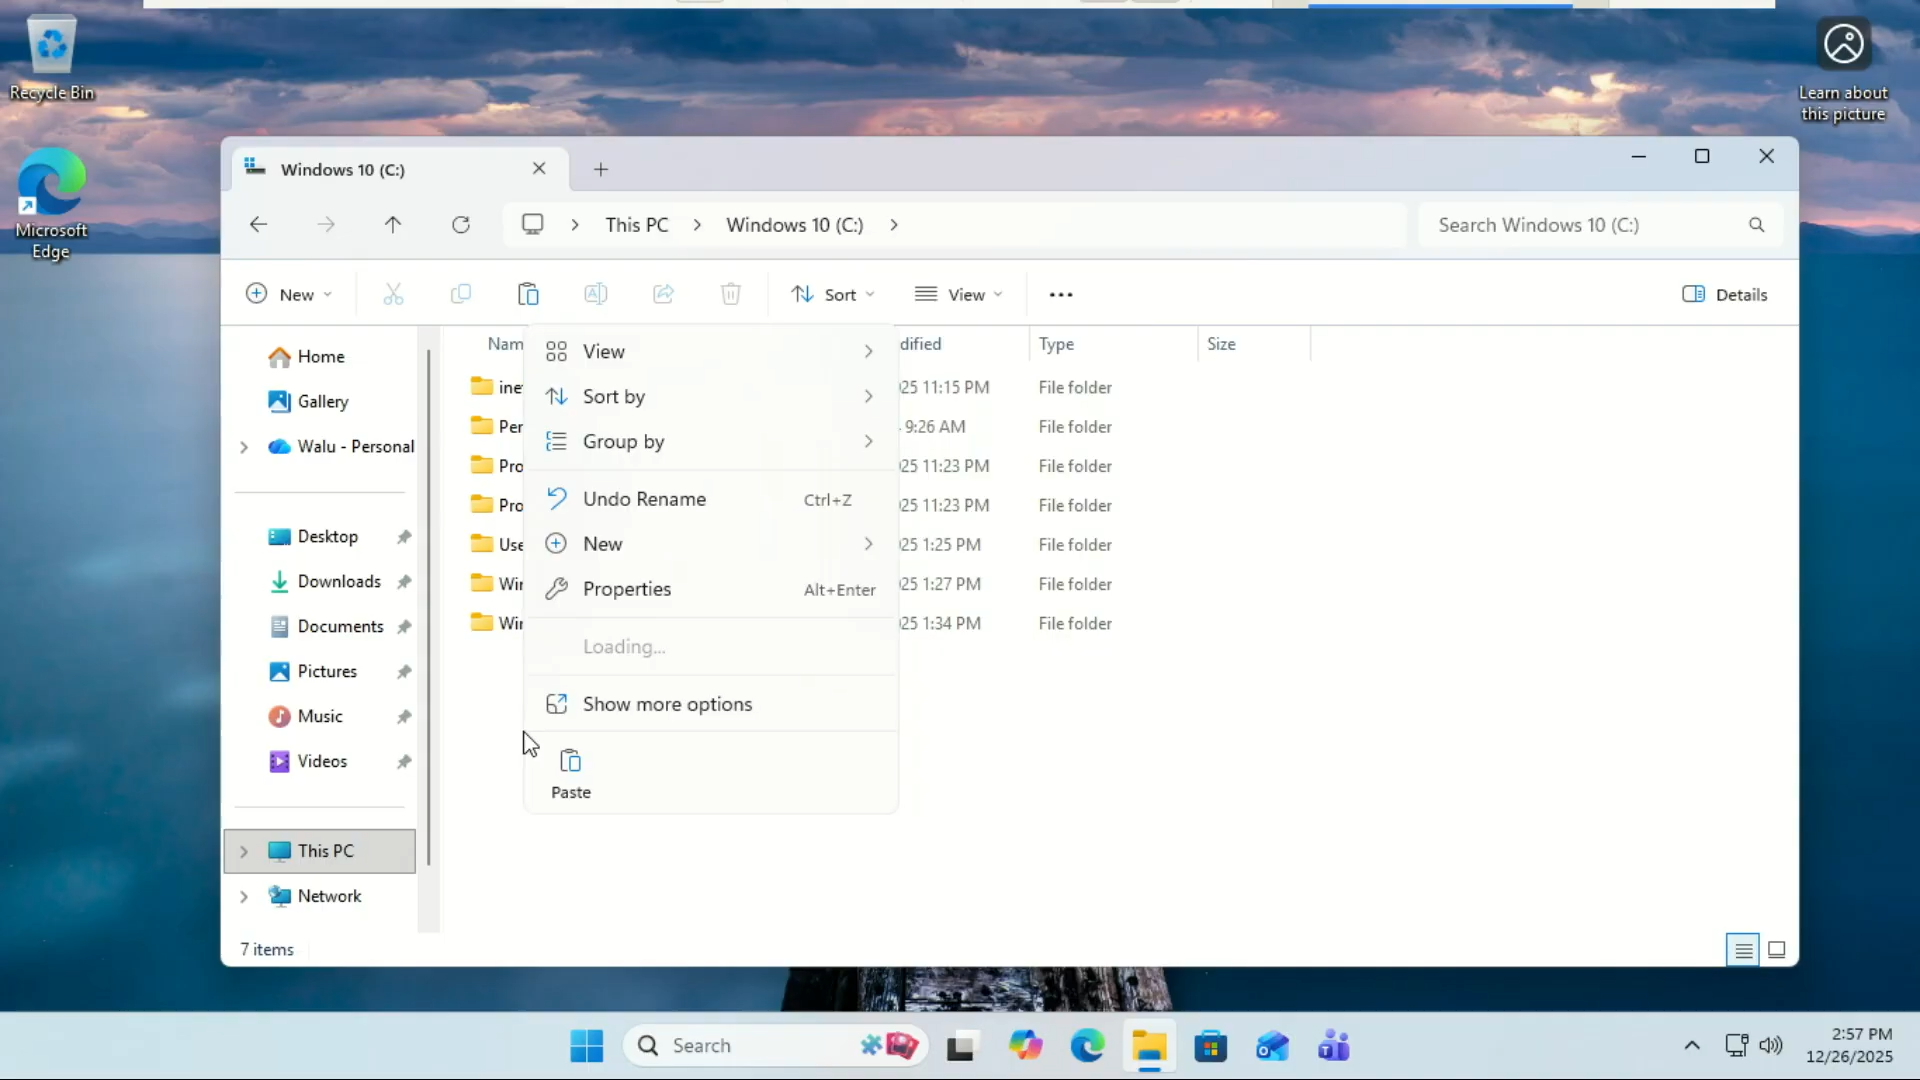 Recycle Bin
Learn about
this picture
Microsoft
Edge
Windows 10 (C:)
This PC
Windows 10 (C:)
Search Windows 10 (C:)
New
Sort
View
Details
Home
Gallery
Walu - Personal
Desktop
Downloads
Documents
Pictures
Music
Videos
This PC
Network
Nam
dified
Type
Size
ine
25 11:15 PM
File folder
Per
9:26 AM
File folder
Pro
25 11:23 PM
File folder
Pro
25 11:23 PM
File folder
Use
25 1:25 PM
File folder
Win
25 1:27 PM
File folder
Win
25 1:34 PM
File folder
View
Sort by
Group by
Undo Rename Ctrl+Z
New
Properties Alt+Enter
Loading...
Show more options
Paste
7 items
Search
2:57 PM
12/26/2025